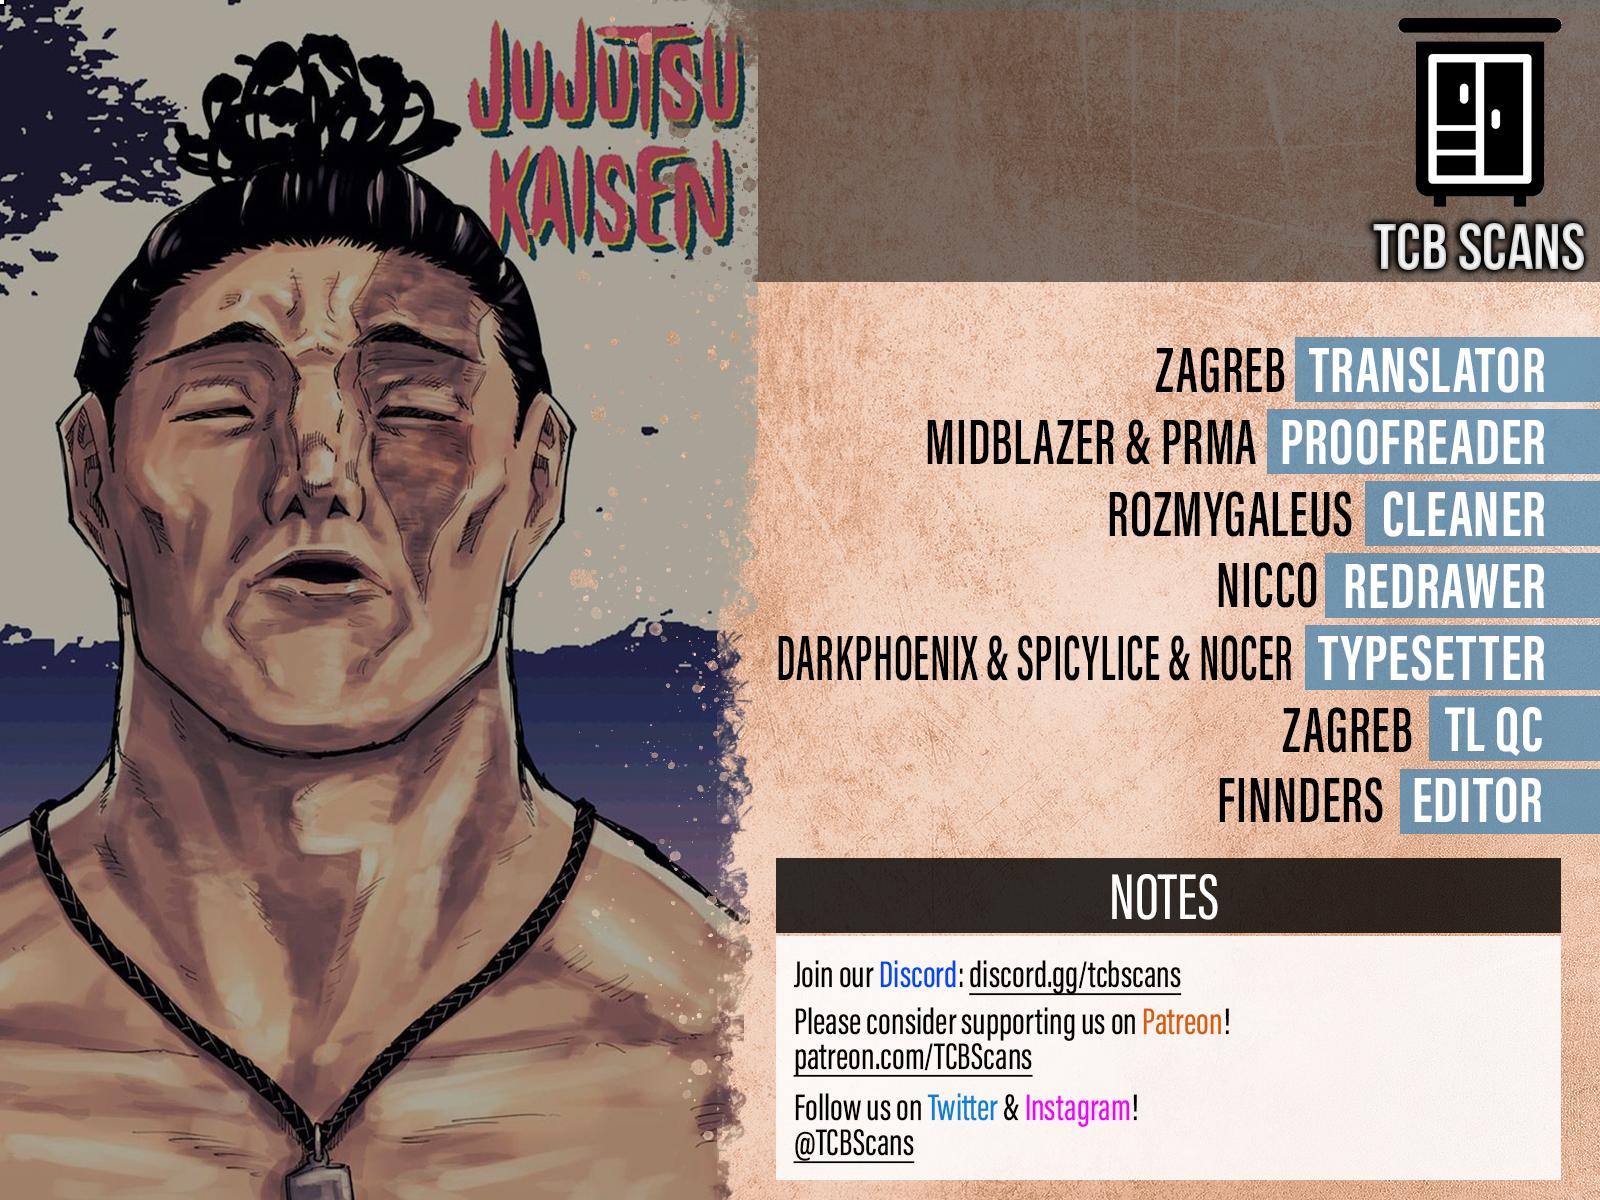 JUJUTSU
KAISEN
TCB SCANS
ZAGREB TRANSLATOR
MIDBLAZER & PRMA PROOFREADER
ROZMYGALEUS CLEANER
NICCO REDRAWER
DARKPHOENIX & SPICYLICE & NOCER TYPESETTER
ZAGREB TL QC
FINNDERS EDITOR
NOTES
Join our Discord: discord.gg/tcbscans
Please consider supporting us on Patreon!
patreon.com/TCBScans
Follow us on Twitter & Instagram!
@TCBScans